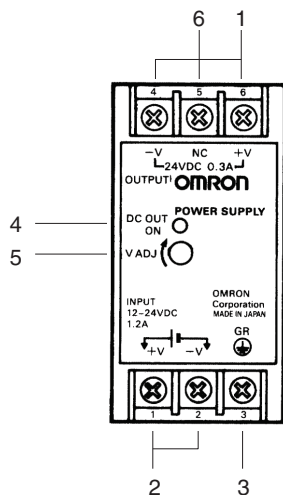 6 1
4 5 6
-V NC +V
24VDC 0.3A
OUTPUT) OMRON
POWER SUPPLY
4 DC OUT
ON
5 V ADJ
INPUT
12-24VDC
1.2A
OMRON
Corporation
MADE IN JAPAN
+V -V
GR
1 2 3
2 3